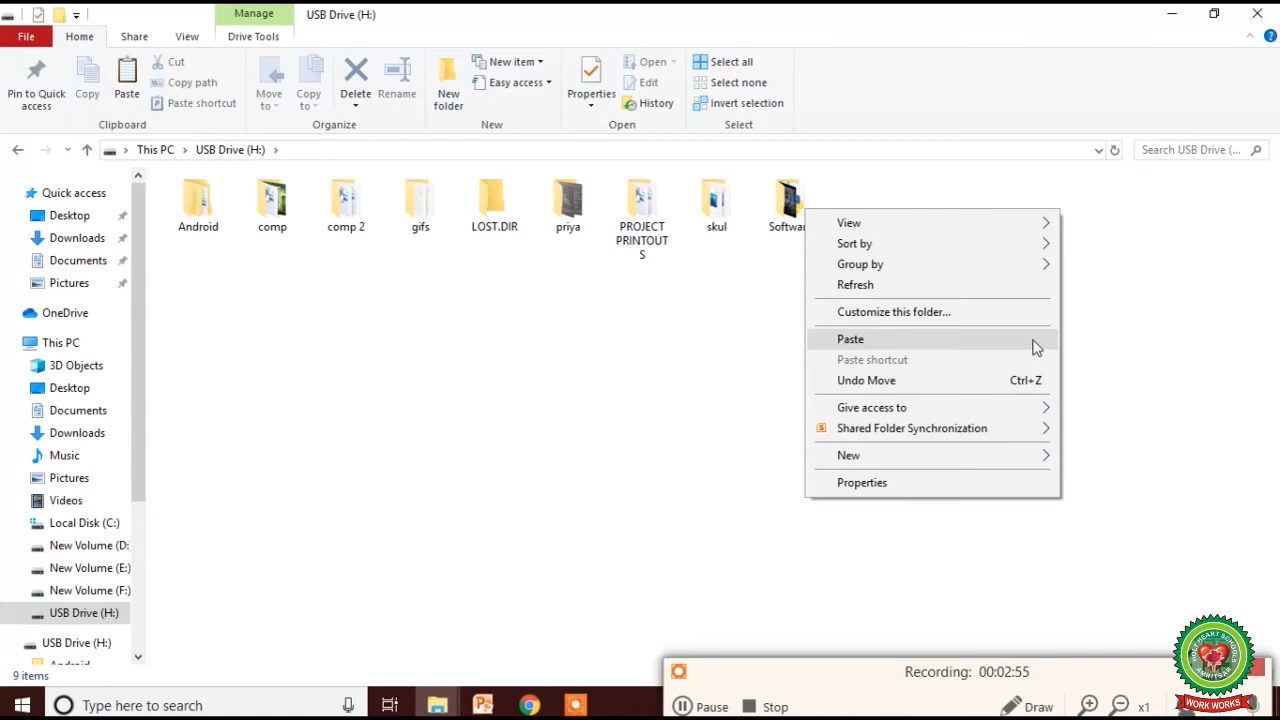 Manage
USB Drive (H:)
File
Home
Share
View
Drive Tools
Pin to Quick
access
Copy
Paste
Cut
Copy path
Paste shortcut
Clipboard
Move
to
Copy
to
Delete
Rename
Organize
New
folder
New item
Easy access
New
Properties
Open
Edit
History
Open
Select all
Select none
Invert selection
Select
This PC
USB Drive (H:)
Search USB Drive (...
Quick access
Desktop
Downloads
Documents
Pictures
OneDrive
This PC
3D Objects
Desktop
Documents
Downloads
Music
Pictures
Videos
Local Disk (C:)
New Volume (D:
New Volume (E:)
New Volume (F:)
USB Drive (H:)
USB Drive (H:)
Android
comp
comp 2
gifs
LOST.DIR
priya
PROJECT
PRINTOUT
S
skul
Softwar
View
Sort by
Group by
Refresh
Customize this folder...
Paste
Paste shortcut
Undo Move Ctrl+Z
Give access to
Shared Folder Synchronization
New
Properties
9 items
Type here to search
Recording: 00:02:55
Pause
Stop
Draw
x1
AMRITSAR
WORK WORKS